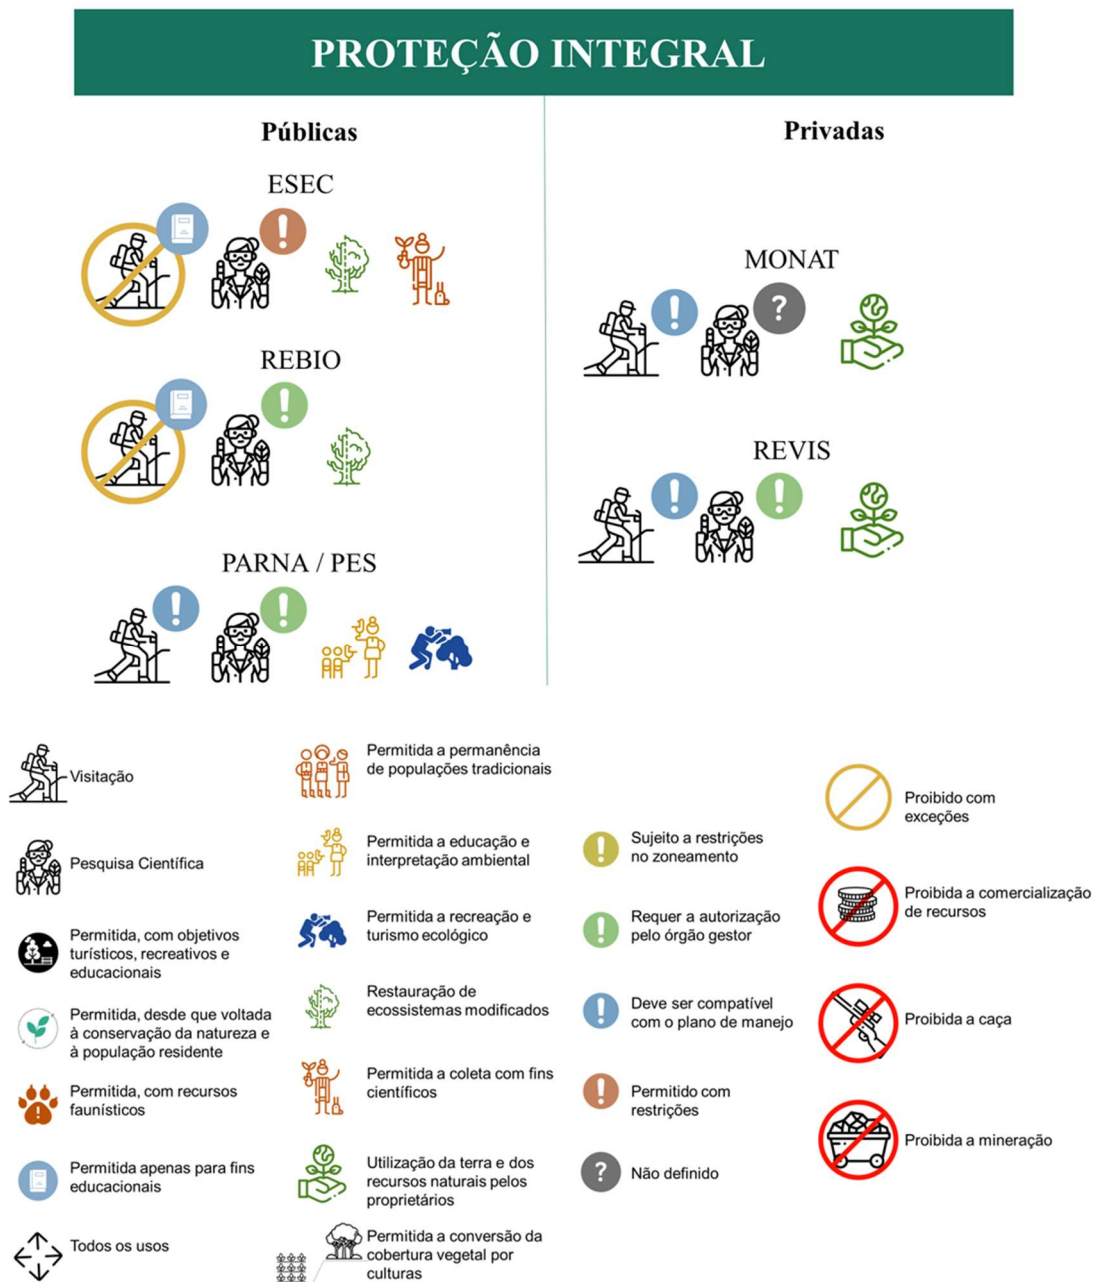 PROTEÇÃO INTEGRAL
Públicas
ESEC
REBIO
PARNA / PES
Privadas
MONAT
?
REVIS
Visitação
Pesquisa Científica
Permitida, com objetivos
turísticos, recreativos e
educacionais
Permitida, desde que voltada
à conservação da natureza e
à população residente
Permitida, com recursos
faunísticos
Permitida apenas para fins
educacionais
Todos os usos
Permitida a permanência
de populações tradicionais
Permitida a educação e
interpretação ambiental
Permitida a recreação e
turismo ecológico
Restauração de
ecossistemas modificados
Permitida a coleta com fins
científicos
Utilização da terra e dos
recursos naturais pelos
proprietários
Permitida a conversão da
cobertura vegetal por
culturas
Sujeito a restrições
no zoneamento
Requer a autorização
pelo órgão gestor
Deve ser compatível
com o plano de manejo
Permitido com
restrições
? Não definido
Proibido com
exceções
Proibida a comercialização
de recursos
Proibida a caça
Proibida a mineração